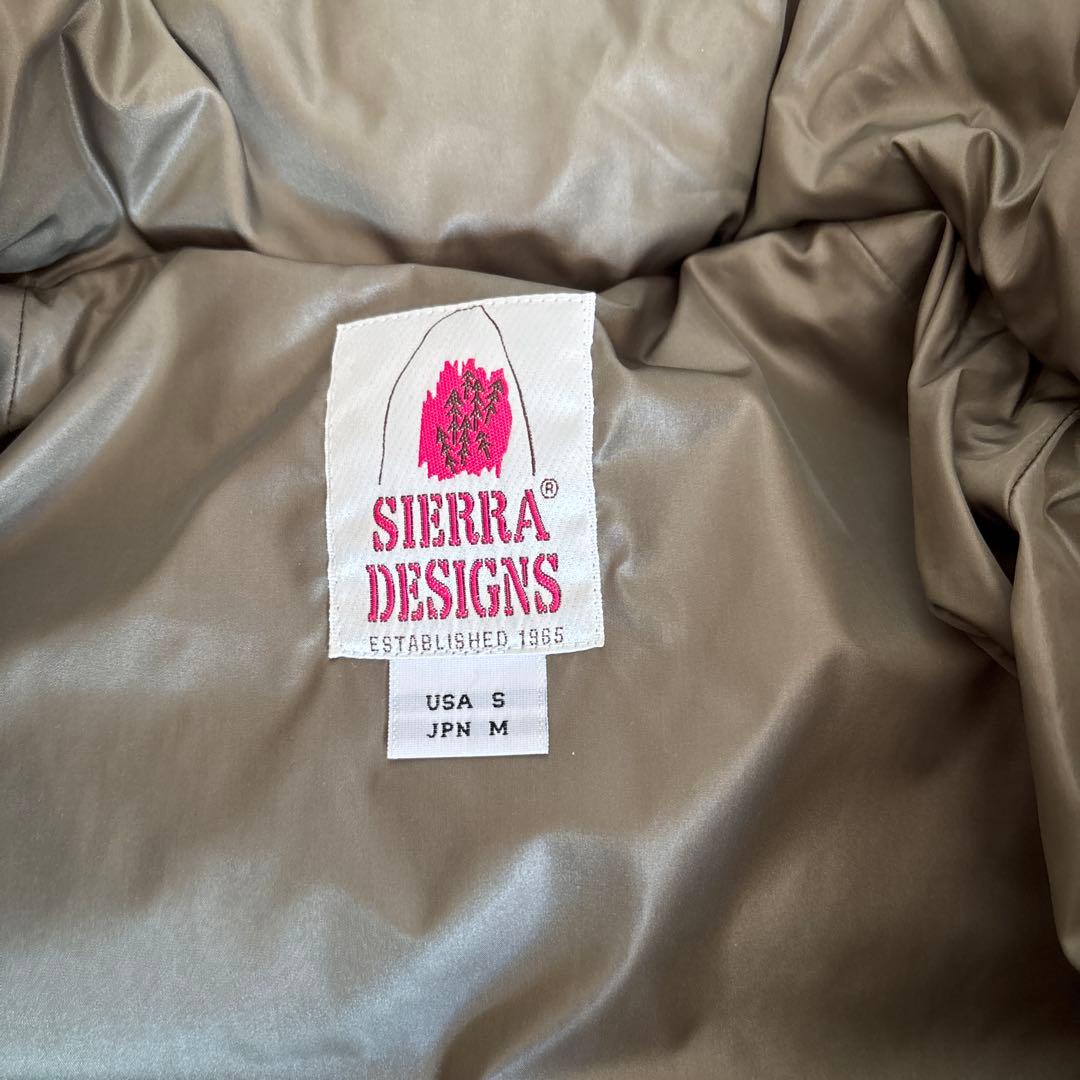 SIERRA®
DESIGNS
ESTABLISHED 1965
USA S
JPN M